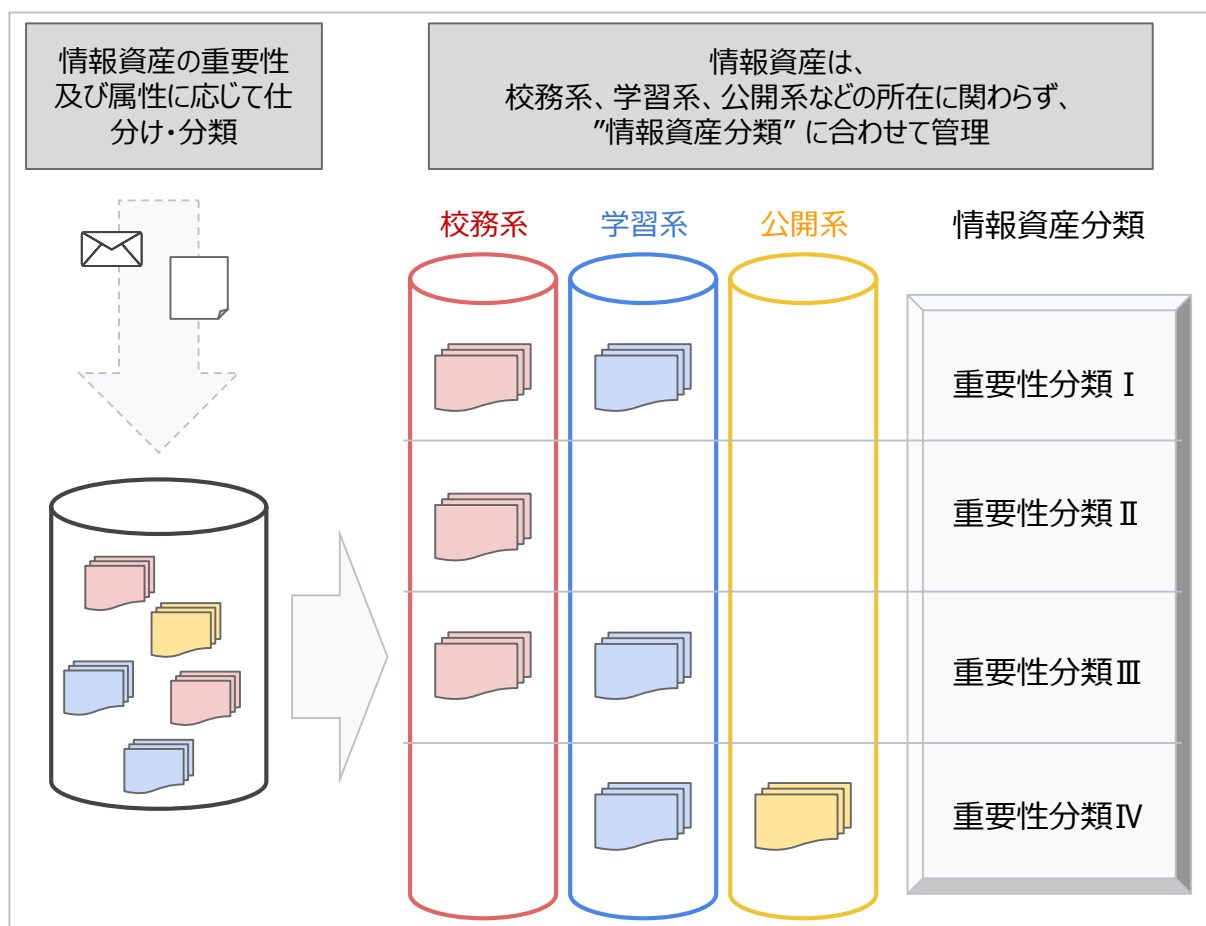 情報資産の重要性
及び属性に応じて仕
分け・分類
情報資産は、
校務系、学習系、公開系などの所在に関わらず、
”情報資産分類” に合わせて管理
校務系
学習系
公開系
情報資産分類
重要性分類Ⅰ
重要性分類Ⅱ
重要性分類Ⅲ
重要性分類Ⅳ